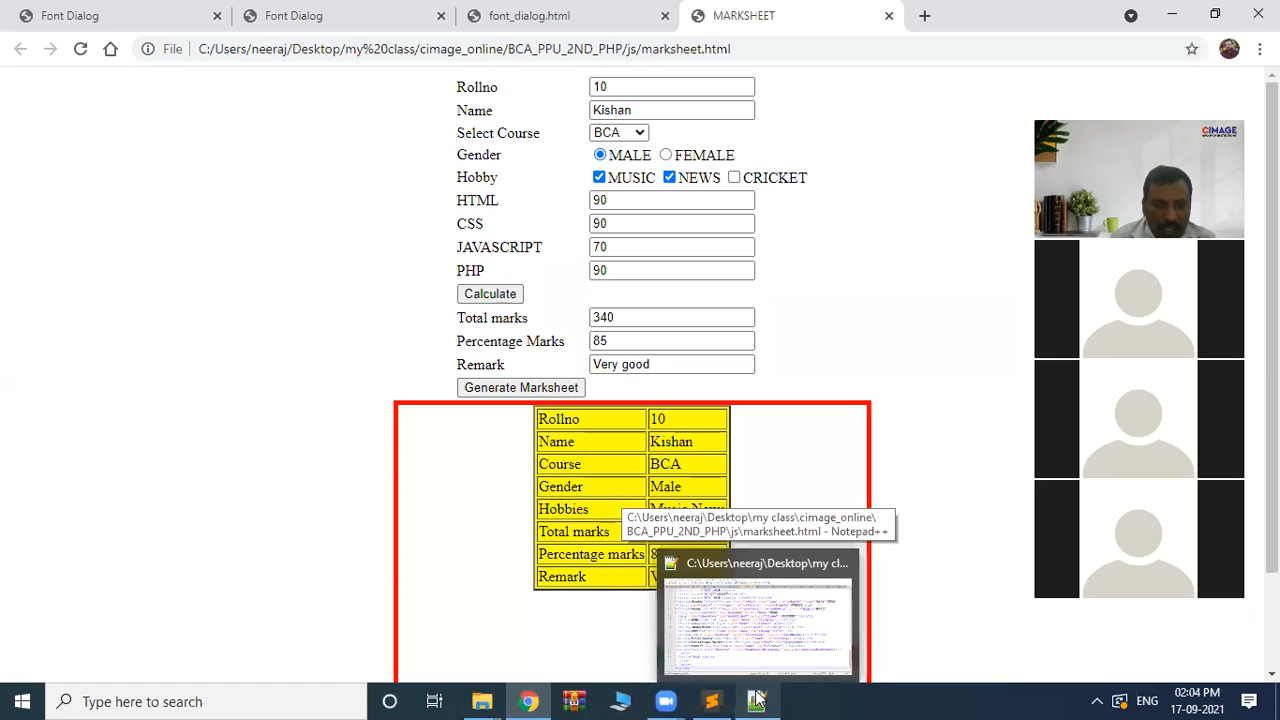 Font Dialog
Font Dialog
font_dialog.html
MARKSHEET
File
C:/Users/neeraj/Desktop/my%20class/cimage_online/BCA_PPU_2ND_PHP/js/marksheet.html
Rollno 10
Name Kishan
Select Course BCA
Gender MALE FEMALE
Hobby MUSIC NEWS CRICKET
HTML 90
CSS 90
JAVASCRIPT 70
PHP 90
Calculate
Total marks 340
Percentage Marks 85
Remark Very good
Generate Marksheet
Rollno 10
Name Kishan
Course BCA
Gender Male
Hobbies
Total marks
Percentage marks 8
Remark
C:\Users\neeraj\Desktop\my class\cimage_online\
BCA_PPU_2ND_PHP\js\marksheet.html - Notepad++
C:\Users\neeraj\Desktop\my cl...
CIMAGE
Type here to search
ENG
02:04 PM
17-09-2021